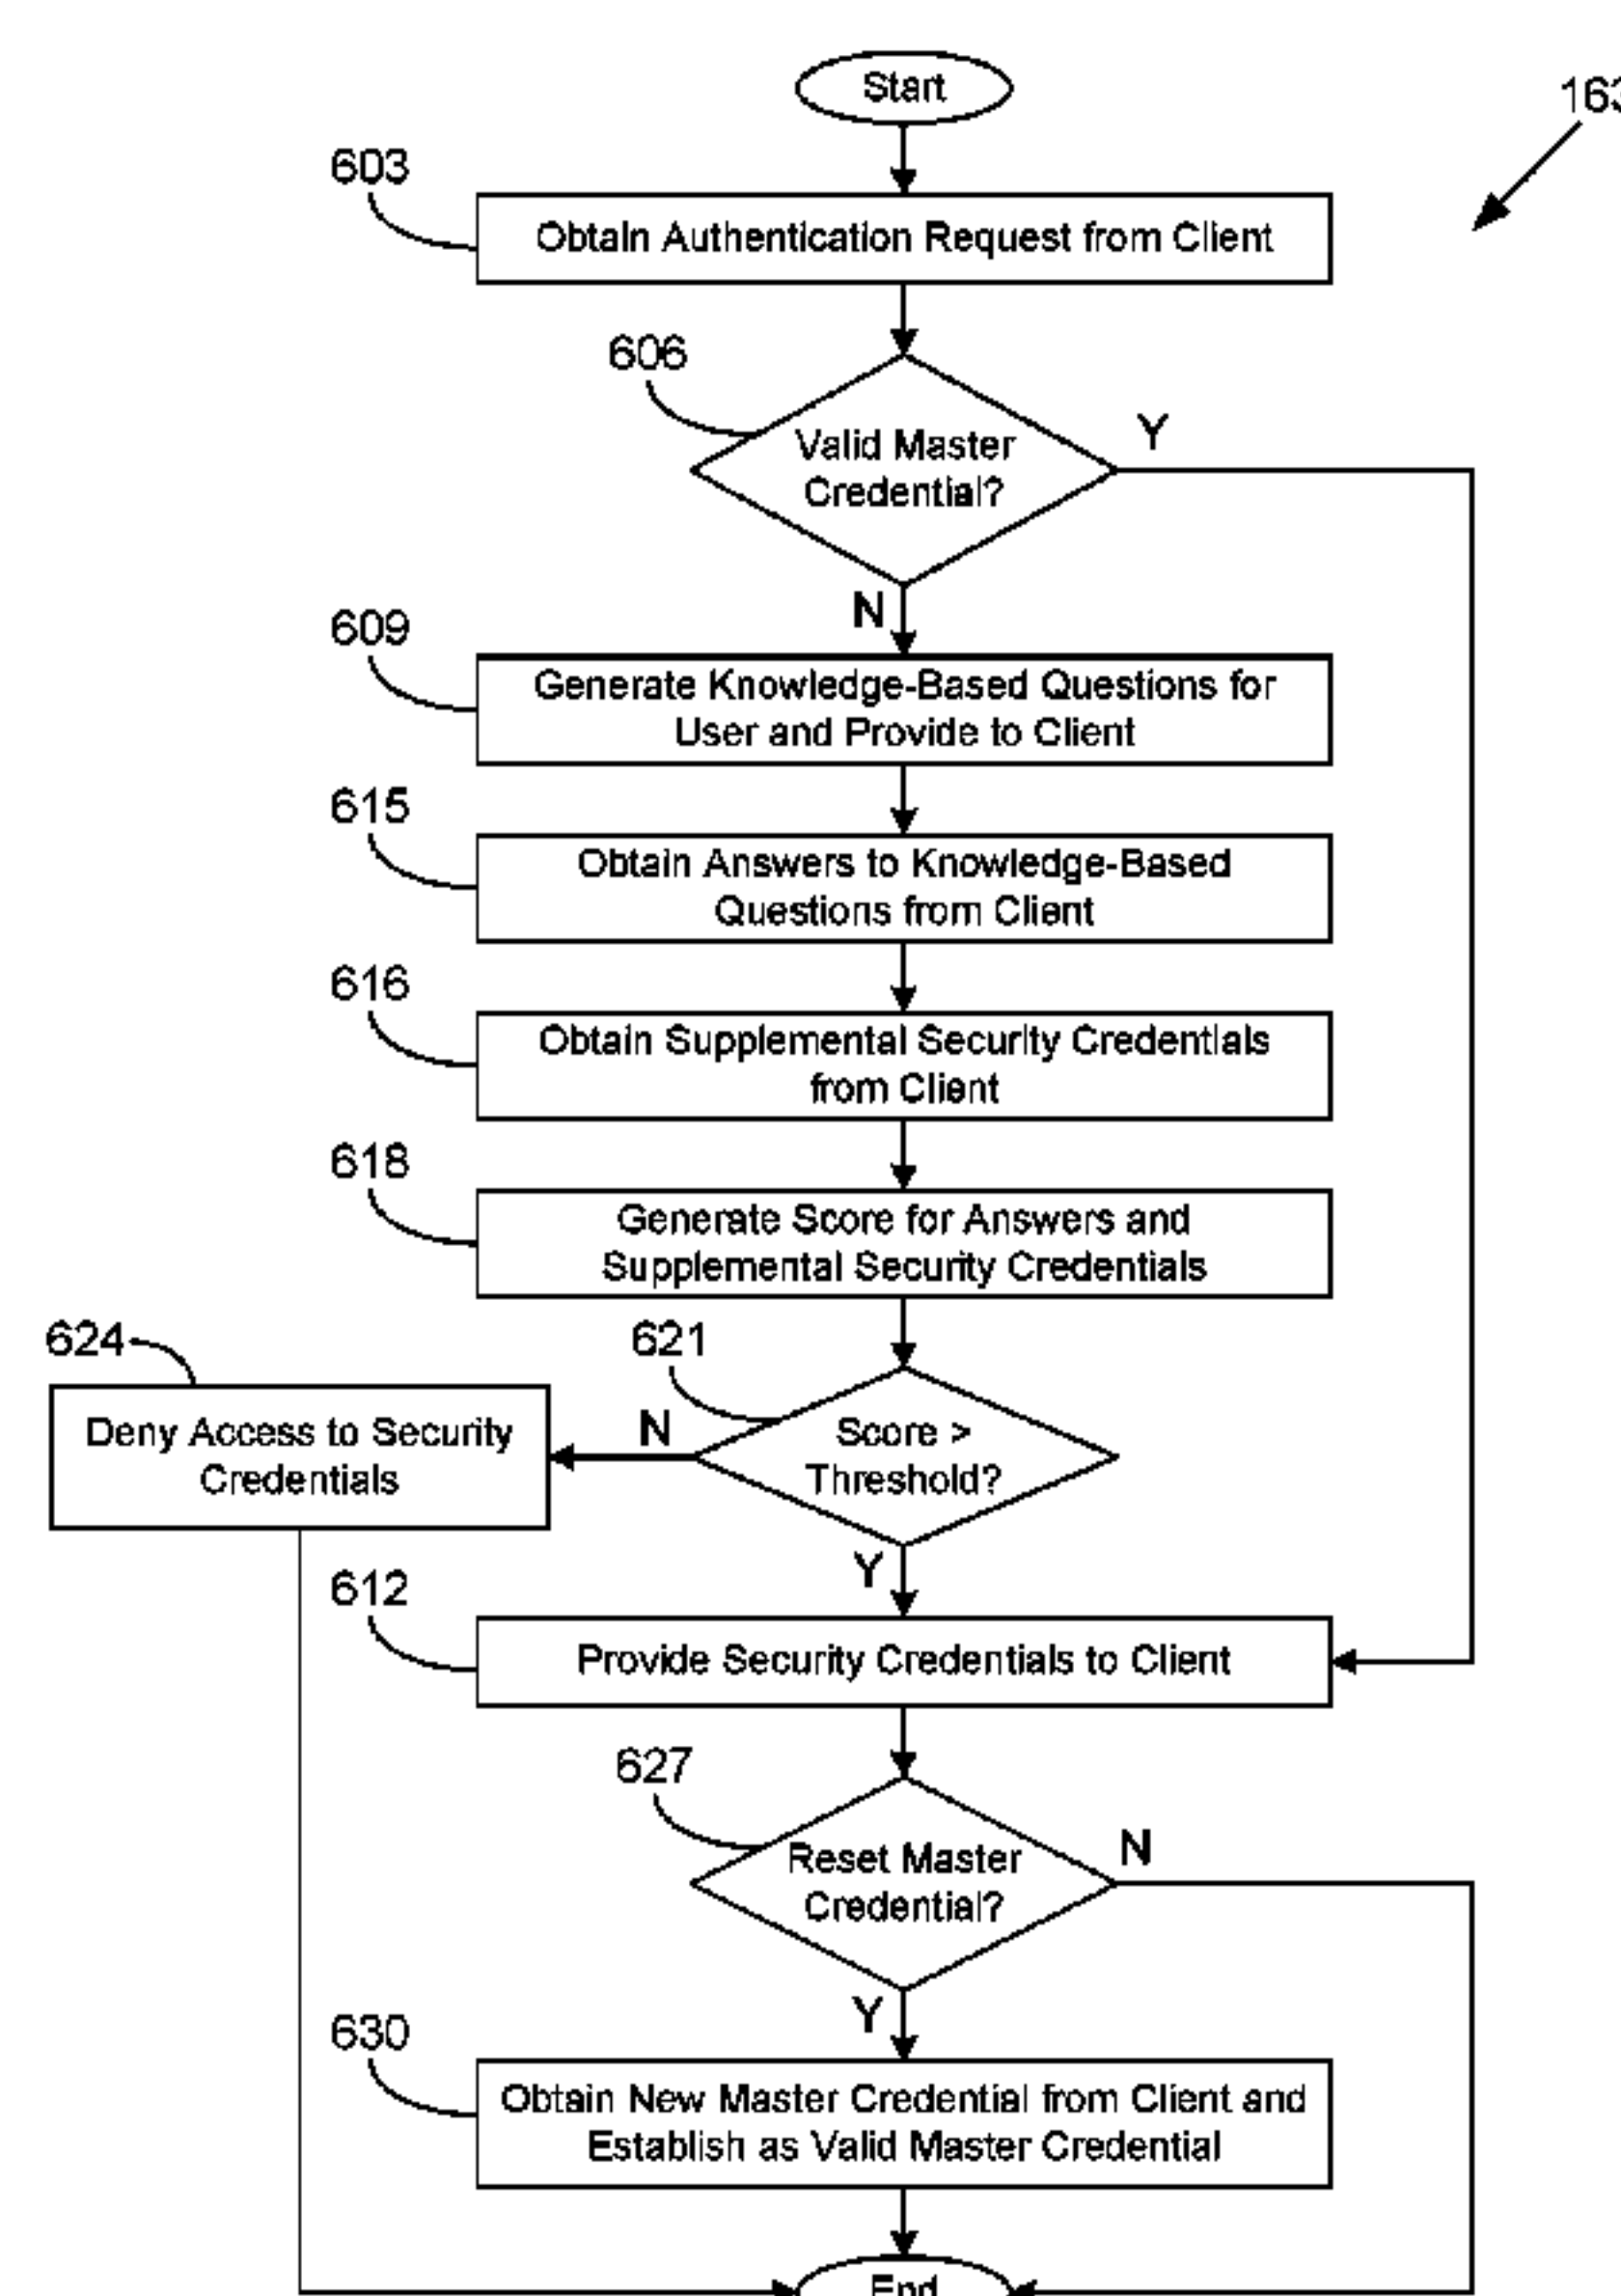 Start
163
603
Obtain Authentication Request from Client
606
Valid Master
Credential?
Y
N
609
Generate Knowledge-Based Questions for
User and Provide to Client
615
Obtain Answers to Knowledge-Based
Questions from Client
616
Obtain Supplemental Security Credentials
from Client
618
Generate Score for Answers and
Supplemental Security Credentials
624
Deny Access to Security
Credentials
621
N
Score >
Threshold?
Y
612
Provide Security Credentials to Client
627
Reset Master
Credential?
N
Y
630
Obtain New Master Credential from Client and
Establish as Valid Master Credential
End